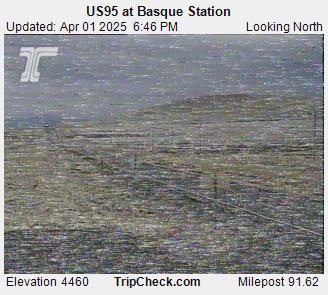 US95 at Basque Station
Updated: Apr 01 2025 6:46 PM Looking North
Elevation 4460 TripCheck.com Milepost 91.62